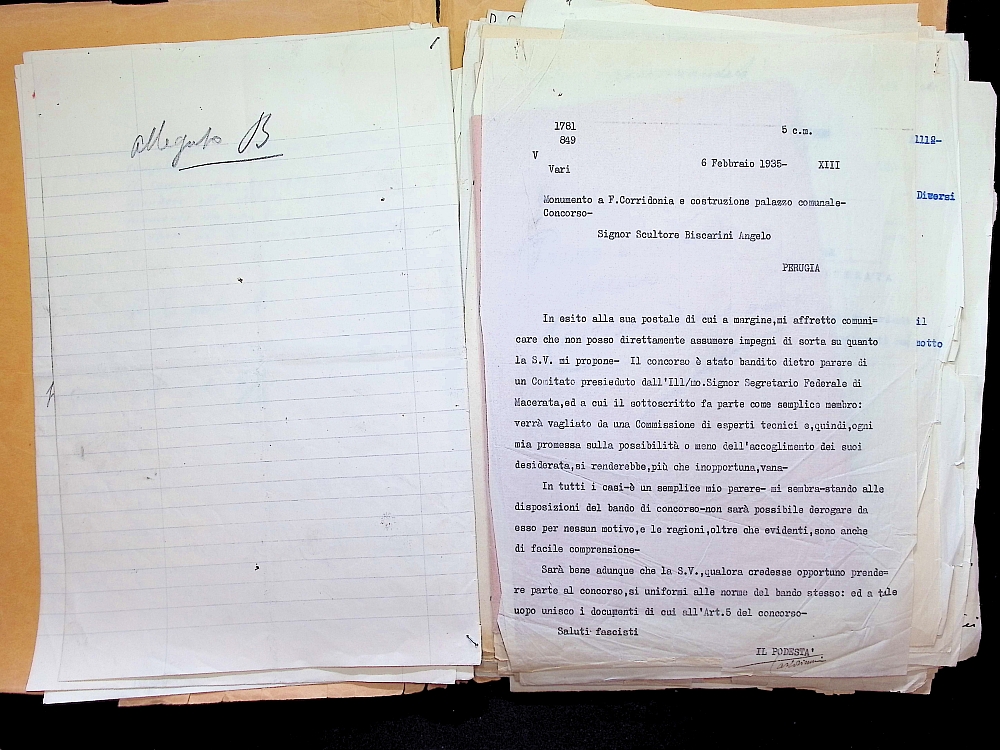 allegato B
1781
849
5 c.m.
V
Vari
6 Febbraio 1935- XIII
Monumento a F.Corridonia e costruzione palazzo comunale-
Concorso-
Signor Scultore Biscarini Angelo
PERUGIA
In esito alla sua postale di cui a margine,mi affretto comuni=
care che non posso direttamente assumere impegni di sorta su quanto
la S.V. mi propone- Il concorso è stato bandito dietro parere di
un Comitato presieduto dall'Ill/mo.Signor Segretario Federale di
Macerata,ed a cui il sottoscritto fa parte come semplice membro:
verrà vagliato da una Commissione di esperti tecnici e,quindi,ogni
mia promessa sulla possibilità o meno dell'accoglimento dei suoi
desiderata,si renderebbe,più che inopportuna,vana-
In tutti i casi-è un semplice mio parere- mi sembra-stando alle
disposizioni del bando di concorso-non sarà possibile derogare da
esso per nessun motivo,e le ragioni,oltre che evidenti,sono anche
di facile comprensione-
Sarà bene adunque che la S.V.,qualora credesse opportuno prende=
re parte al concorso,si uniformi alle norme del bando stesso: ed a tale
uopo unisco i documenti di cui all'Art.5 del concorso-
Saluti fascisti
IL PODESTA'
Diversi
il